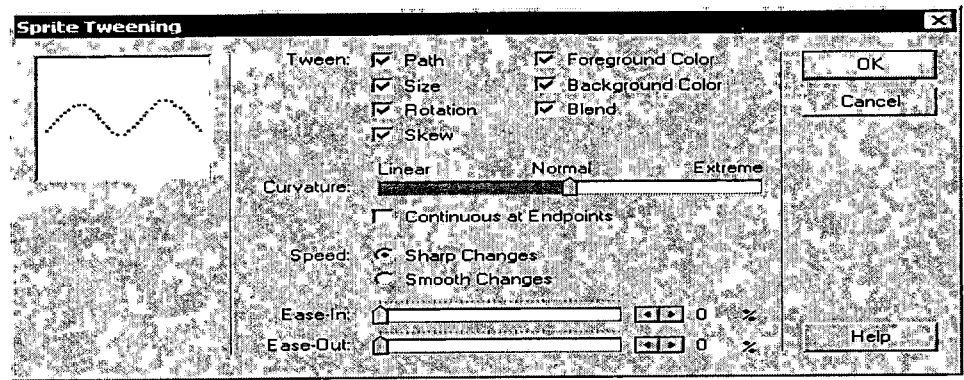 Sprite Tweening
Tween: Path Foreground Color
Size Background Color
Rotation Blend
Skew
Linear Normal Extreme
Curvature:
Continuous at Endpoints
Speed: Sharp Changes
Smooth Changes
Ease-In: 0 %
Ease-Out: 0 %
OK
Cancel
Help